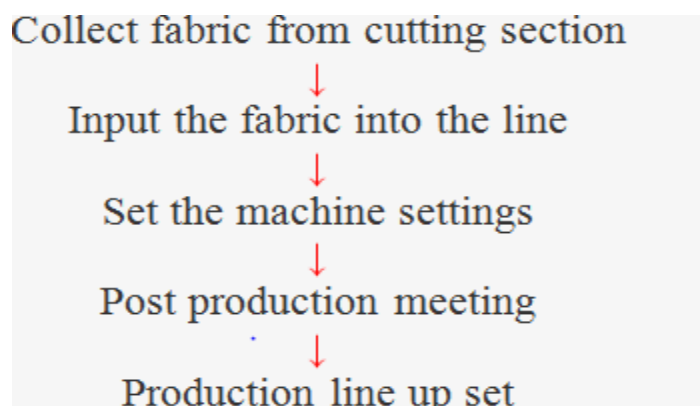 Collect fabric from cutting section
↓
Input the fabric into the line
↓
Set the machine settings
↓
Post production meeting
↓
Production line up set